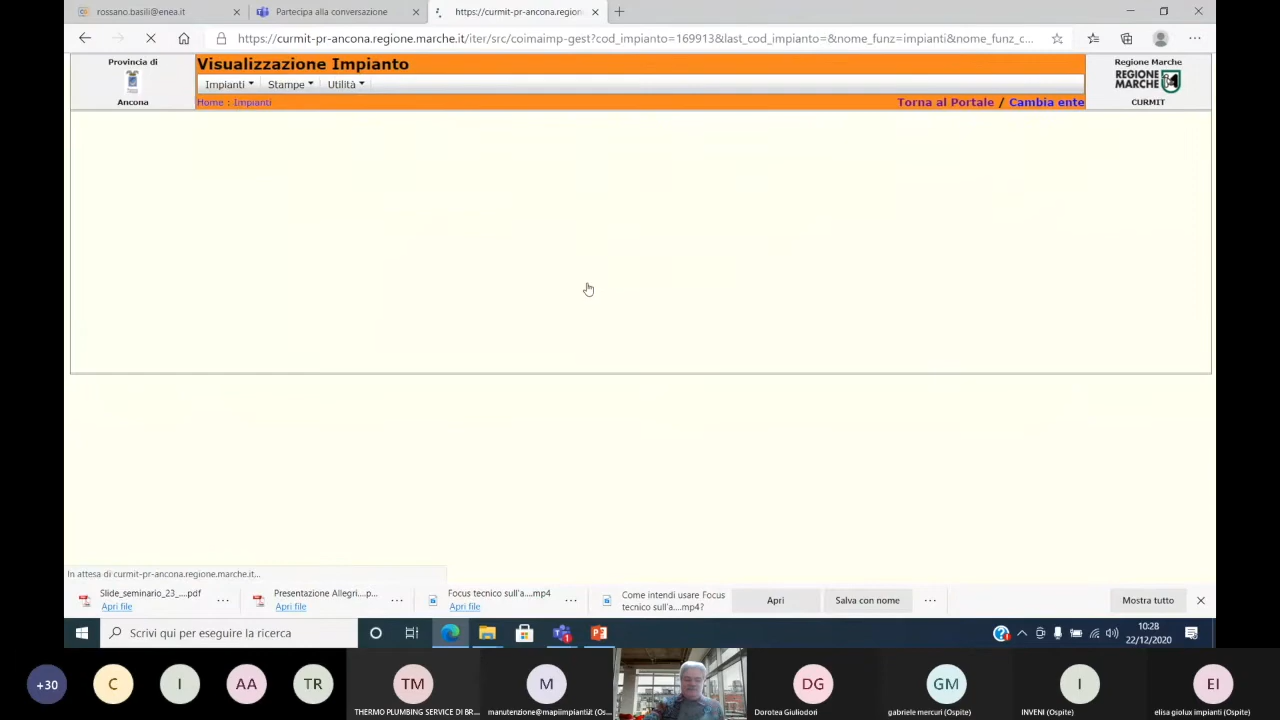 rossano.basili@enea.it
Partecipa alla conversazione
https://curmit-pr-ancona.region
https://curmit-pr-ancona.regione.marche.it/iter/src/coimaimp-gest?cod_impianto=169913&last_cod_impianto=&nome_funz=impianti&nome_funz_c...
Provincia di
Ancona
Visualizzazione Impianto
Impianti
Stampe
Utilità
Home : Impianti
Torna al Portale / Cambia ente
Regione Marche
REGIONE
MARCHE
CURMIT
In attesa di curmit-pr-ancona.regione.marche.it...
Slide_seminario_23_....pdf
Apri file
Presentazione Allegri....p...
Apri file
Focus tecnico sull'a....mp4
Apri file
Come intendi usare Focus
tecnico sull'a....mp4?
Apri
Salva con nome
Mostra tutto
Scrivi qui per eseguire la ricerca
10:28
22/12/2020
+30
C
I
AA
TR
TM
THERMO PLUMBING SERVICE DI BR...
M
manutenzione@mapiimpianti.it (Os...
DG
Dorotea Giuliodori
GM
gabriele mercuri (Ospite)
I
INVENI (Ospite)
EI
elisa giolux impianti (Ospite)